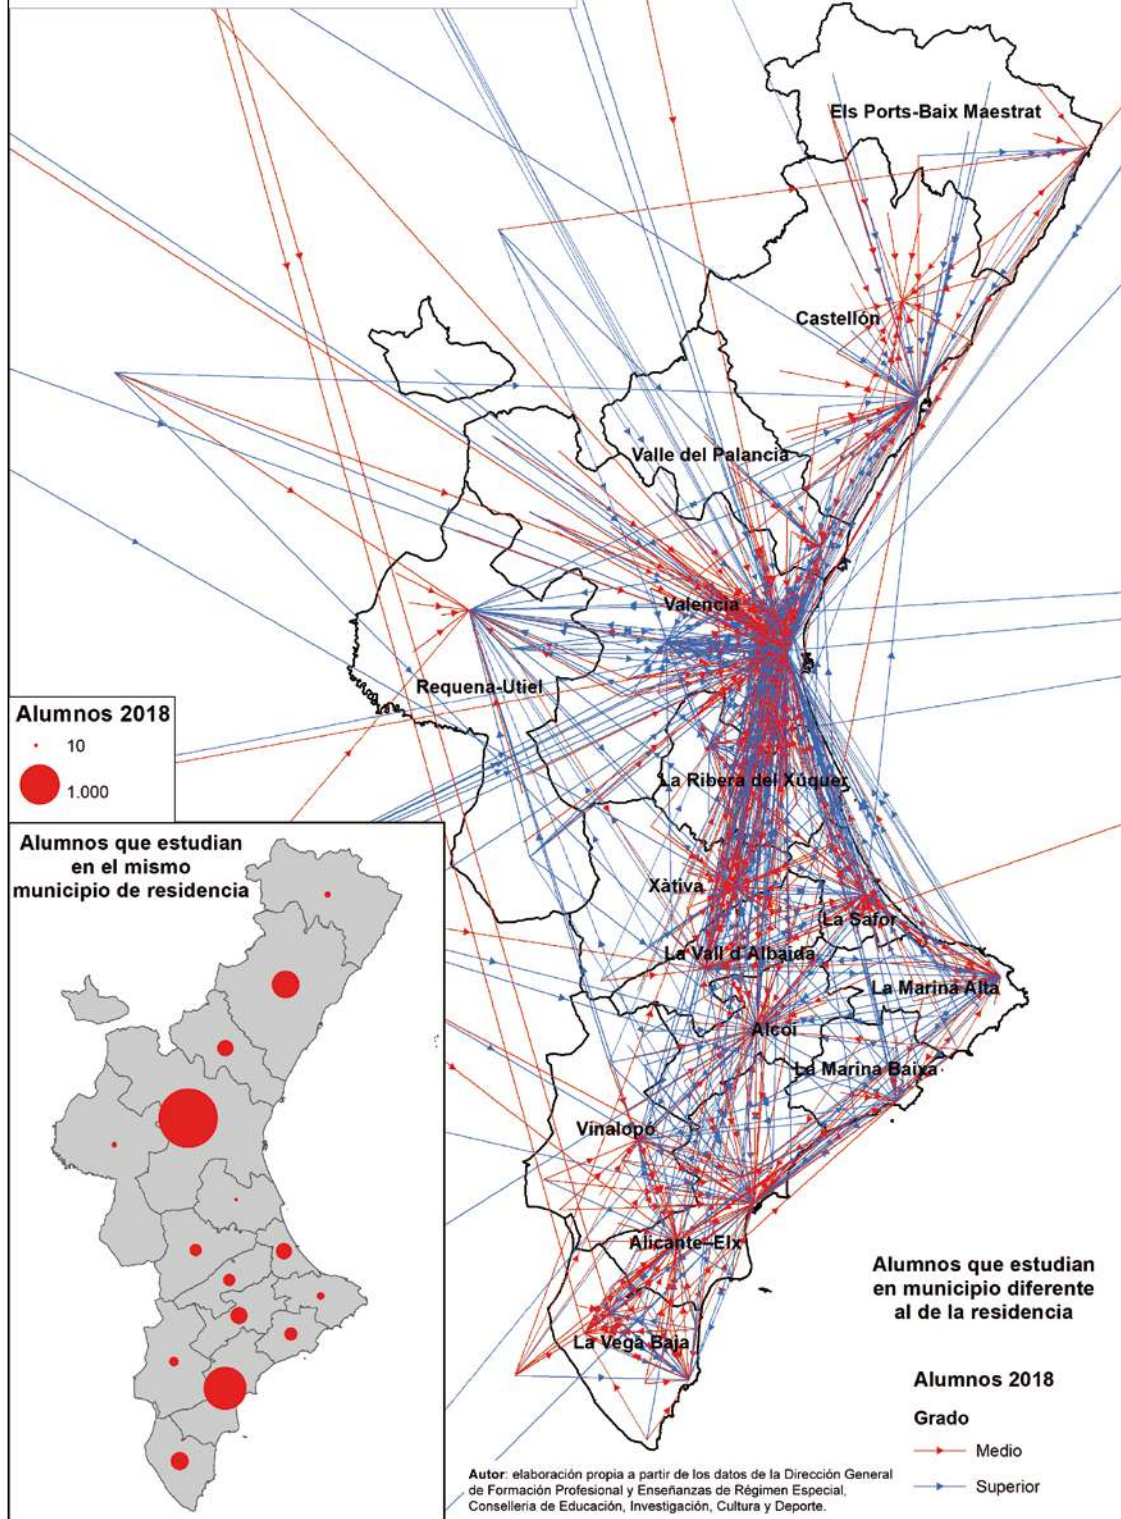 Els Ports-Baix Maestrat
Castellón
Valle del Palancia
Valencia
Requena-Utiel
Alumnos 2018
10
1.000
La Ribera del Xúquer
Alumnos que estudian
en el mismo
municipio de residencia
Xàtiva
La Safor
La Vall d'Albaida
La Marina Alta
Alcoi
La Marina Baixa
Vinalopó
Alicante–Elx
La Vega Baja
Alumnos que estudian
en municipio diferente
al de la residencia
Alumnos 2018
Grado
Medio
Superior
Autor: elaboración propia a partir de los datos de la Dirección General
de Formación Profesional y Enseñanzas de Régimen Especial,
Conselleria de Educación, Investigación, Cultura y Deporte.